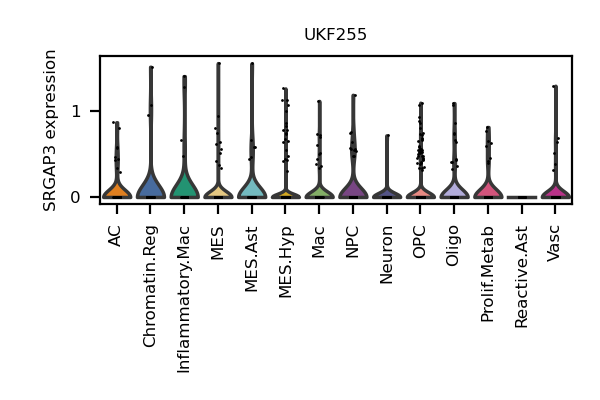 UKF255
SRGAP3 expression
1
0
AC
Chromatin.Reg
Inflammatory.Mac
MES
MES.Ast
MES.Hyp
Mac
NPC
Neuron
OPC
Oligo
Prolif.Metab
Reactive.Ast
Vasc